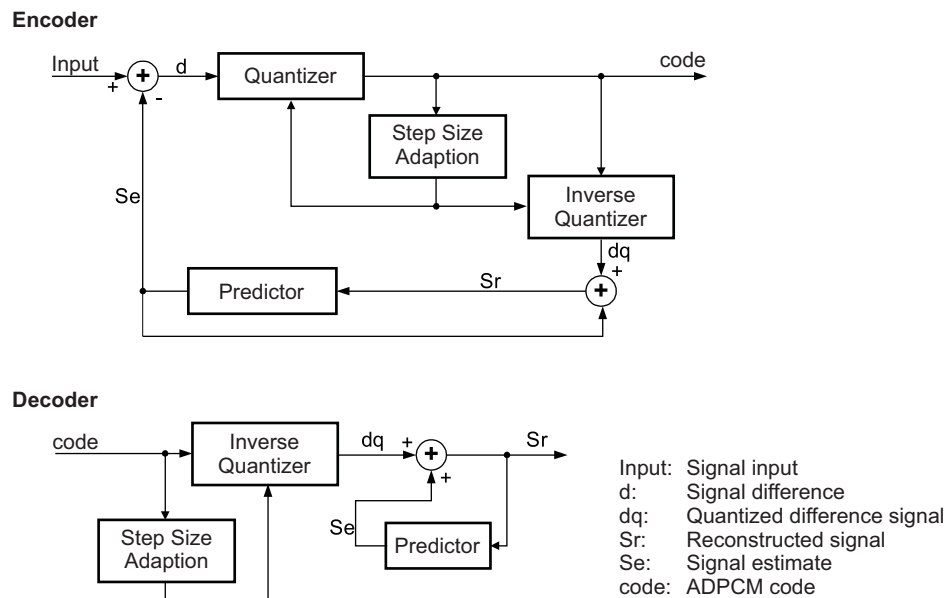 Encoder
Input
+
+
-
d
Quantizer
code
Step Size
Adaption
Inverse
Quantizer
Se
dq
+
Predictor
Sr
+
Decoder
code
Inverse
Quantizer
dq
+
+
+
Sr
Se
Predictor
Step Size
Adaption
Input: Signal input
d: Signal difference
dq: Quantized difference signal
Sr: Reconstructed signal
Se: Signal estimate
code: ADPCM code